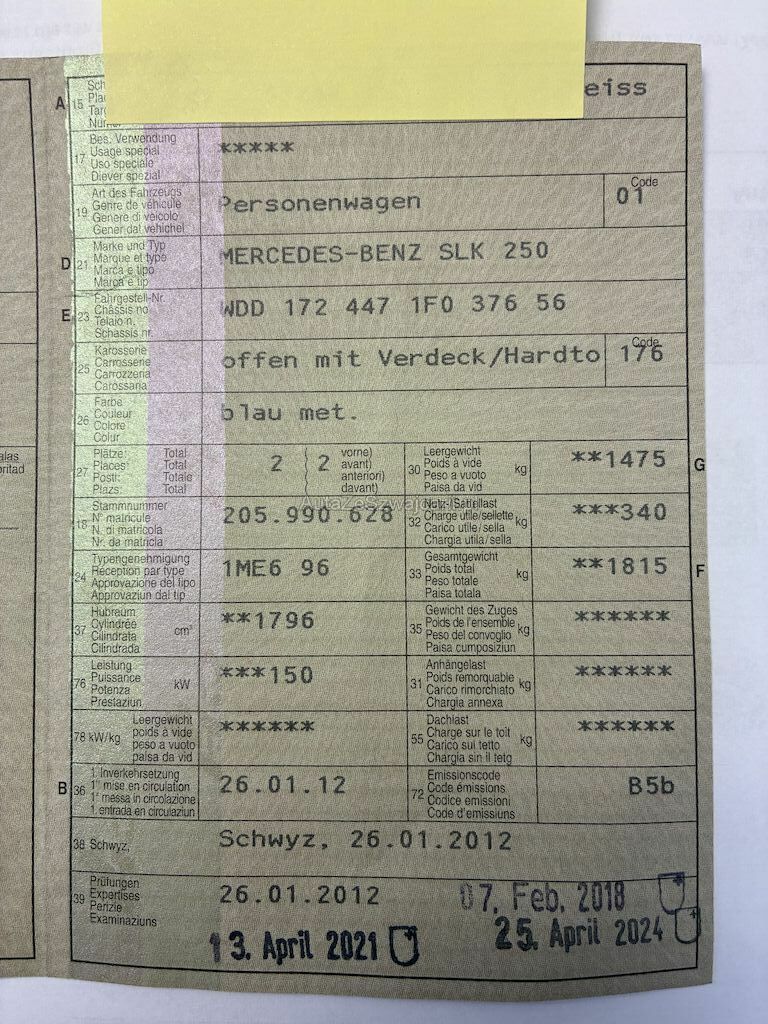 A 15 Sch
Pla
Targ
Num
eiss
17 Bes. Verwendung
Usage spécial
Uso speciale
Diever spezial
*****
19 Art des Fahrzeugs
Genre de véhicule
Genere di veicolo
Gener dal vehichel
Personenwagen
Code
01
D 21 Marke und Typ
Marque et type
Marca e tipo
Marca e tip
MERCEDES-BENZ SLK 250
E 23 Fahrgestell-Nr.
Châssis no
Telaio n.
Schassis nr.
WDD 172 447 1F0 376 56
25 Karosserie
Carrosserie
Carrozzeria
Carossaria
offen mit Verdeck/Hardto
Code
176
26 Farbe
Couleur
Colore
Colur
blau met.
27 Plätze: Total
Places: Total
Posti: Totale
Plazs: Total
2 2 vorne)
avant)
anteriori)
davant)
30 Leergewicht
Poids à vide
Peso a vuoto
Paisa da vid
kg
**1475
G
18 Stammnummer
N° matricule
N. di matricola
Nr. da matricla
205.990.628
32 Nutz-/Sattellast
Charge utile/sellette
Carico utile/sella
Chargia utila/sella
kg
***340
24 Typengenehmigung
Réception par type
Approvazione del tipo
Approvaziun dal tip
1ME6 96
33 Gesamtgewicht
Poids total
Peso totale
Paisa totala
kg
**1815
F
37 Hubraum
Cylindrée
Cilindrata
Cilindrada
cm³
**1796
35 Gewicht des Zuges
Poids de l'ensemble
Peso del convoglio
Paisa cumposiziun
kg
******
76 Leistung
Puissance
Potenza
Prestaziun
kW
***150
31 Anhängelast
Poids remorquable
Carico rimorchiato
Chargia annexa
kg
******
78 kW/kg Leergewicht
poids à vide
peso a vuoto
paisa da vid
******
55 Dachlast
Charge sur le toit
Carico sul tetto
Chargia sin il tetg
kg
******
B 36 1. Inverkehrsetzung
1re mise en circulation
1a messa in circolazione
1. entrada en circulaziun
26.01.12
72 Emissionscode
Code émissions
Codice emissioni
Code d'emissiuns
B5b
38 Schwyz,
Schwyz, 26.01.2012
39 Prüfungen
Expertises
Perizie
Examinaziuns
26.01.2012
07. Feb. 2018
13. April 2021
25. April 2024